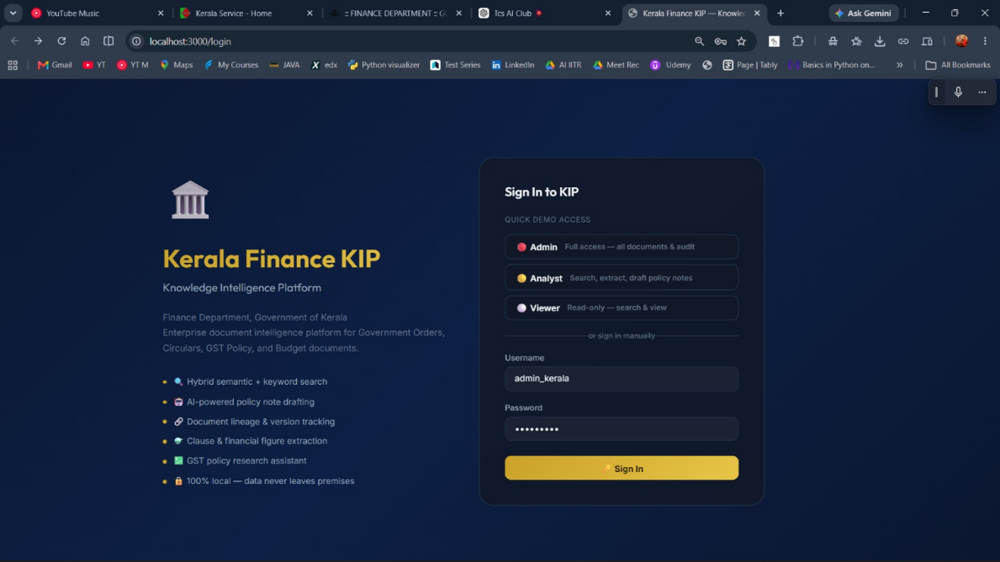 YouTube Music
Kerala Service - Home
:: FINANCE DEPARTMENT :: G
Tcs AI Club
Kerala Finance KIP — Knowle
Ask Gemini
localhost:3000/login
Gmail
YT
YT M
Maps
My Courses
JAVA
edx
Python visualizer
Test Series
LinkedIn
AI IITR
Meet Rec
Udemy
Page | Tably
Basics in Python on...
All Bookmarks
Kerala Finance KIP
Knowledge Intelligence Platform
Finance Department, Government of Kerala
Enterprise document intelligence platform for Government Orders,
Circulars, GST Policy, and Budget documents.
Hybrid semantic + keyword search
AI-powered policy note drafting
Document lineage & version tracking
Clause & financial figure extraction
GST policy research assistant
100% local — data never leaves premises
Sign In to KIP
QUICK DEMO ACCESS
Admin Full access — all documents & audit
Analyst Search, extract, draft policy notes
Viewer Read-only — search & view
or sign in manually
Username
admin_kerala
Password
•••••••••
Sign In